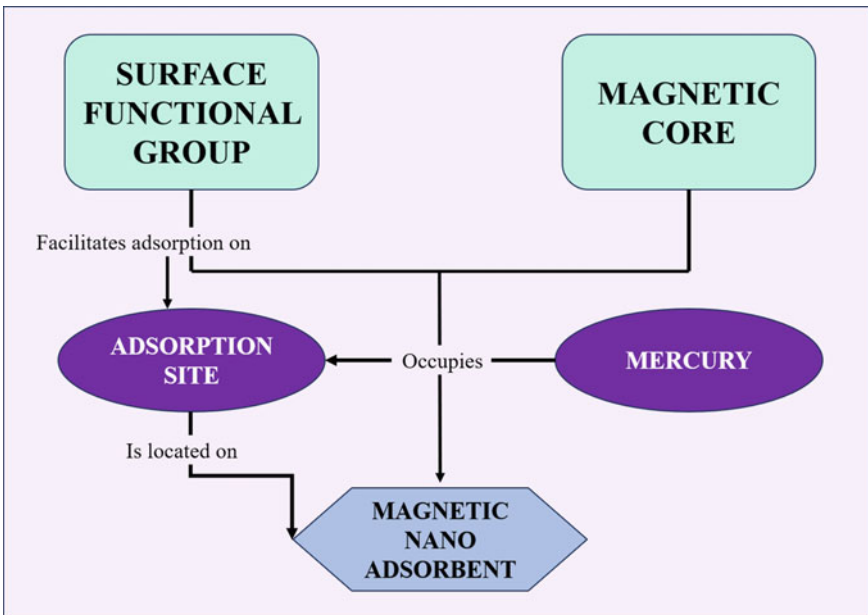 SURFACE
FUNCTIONAL
GROUP
MAGNETIC
CORE
Facilitates adsorption on
ADSORPTION
SITE
Occupies
MERCURY
Is located on
MAGNETIC
NANO
ADSORBENT